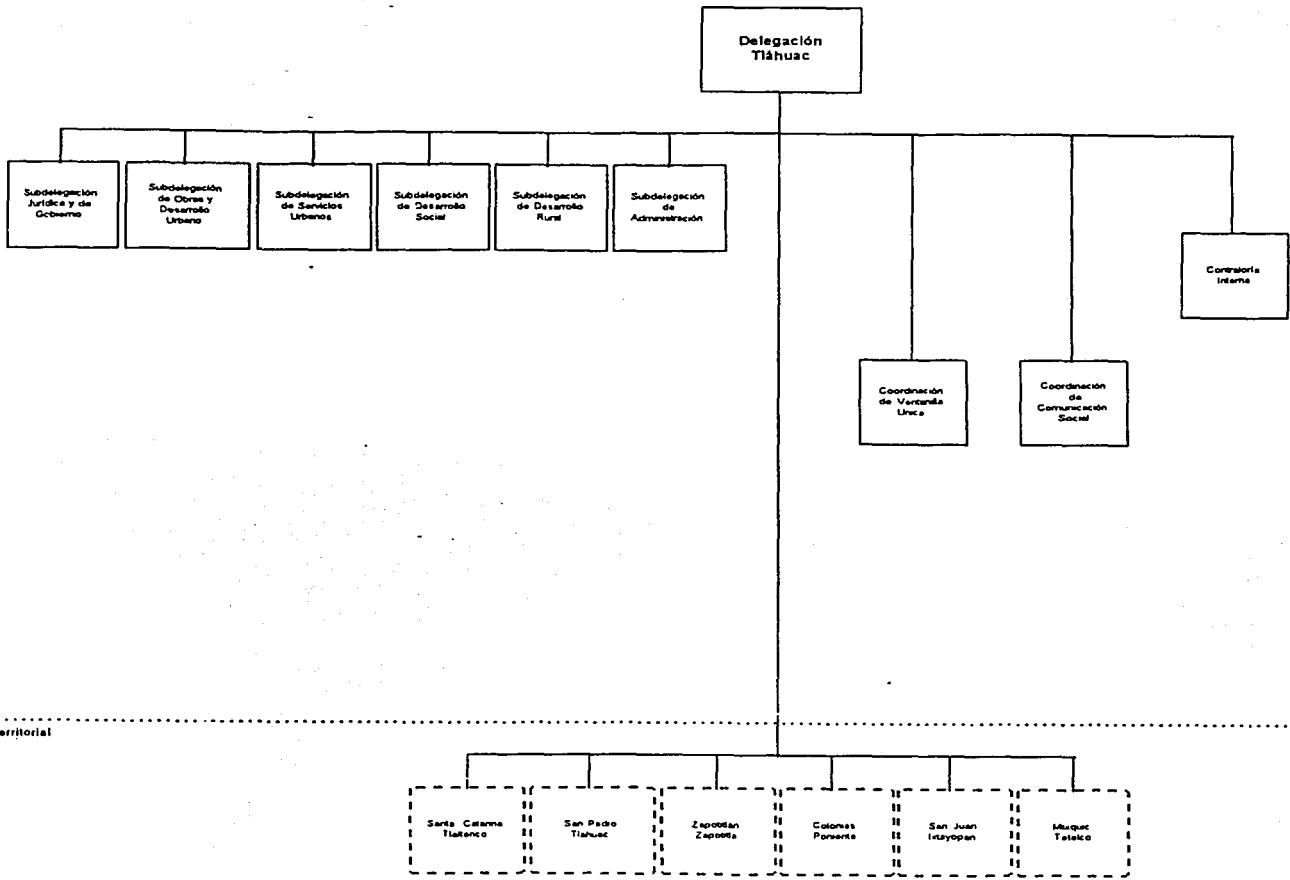 Delegación
Tláhuac
Subdelegación
Jurídica y de
Gobierno
Subdelegación
de Obras y
Desarrollo
Urbano
Subdelegación
de Servicios
Urbanos
Subdelegación
de Desarrollo
Social
Subdelegación
de Desarrollo
Rural
Subdelegación
de
Administración
Contraloría
Interna
Coordinación
de Ventanilla
Unica
Coordinación
de
Comunicación
Social
erritorial
Santa Catarina
Tlaltenco
San Pedro
Tlahuac
Zapotitlán
Zapotitla
Colonias
Poniente
San Juan
Ixtayopan
Mixquic
Tetelco